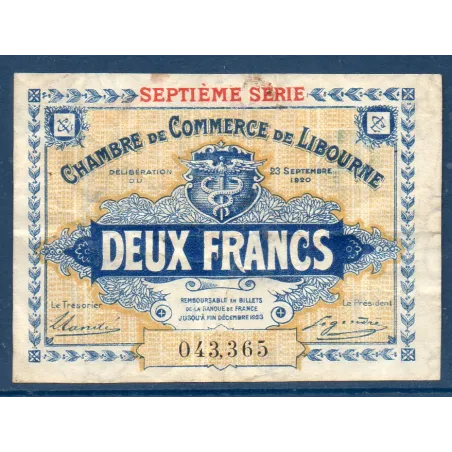 SEPTIÈME SÉRIE
CHAMBRE DE COMMERCE DE LIBOURNE
DÉLIBÉRATION DU
23 SEPTEMBRE 1920
DEUX FRANCS
Le Trésorier
Le Président
REMBOURSABLE EN BILLETS
DE LA BANQUE DE FRANCE
JUSQU'À FIN DÉCEMBRE 1923
043,365